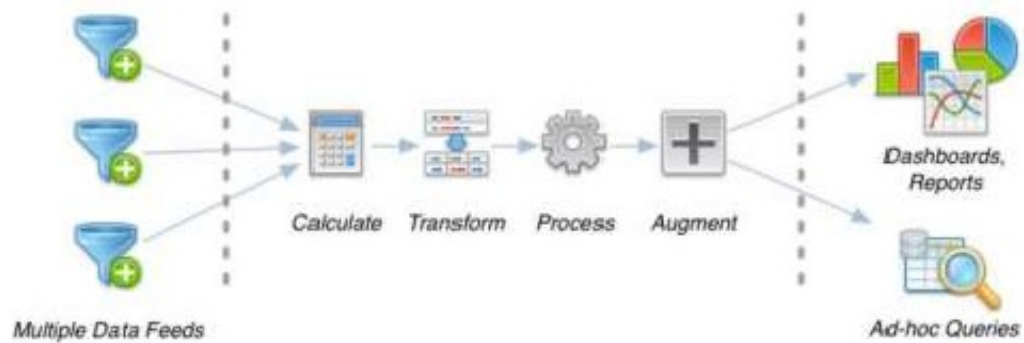 Multiple Data Feeds
Calculate
Transform
Process
Augment
Dashboards,
Reports
Ad-hoc Queries